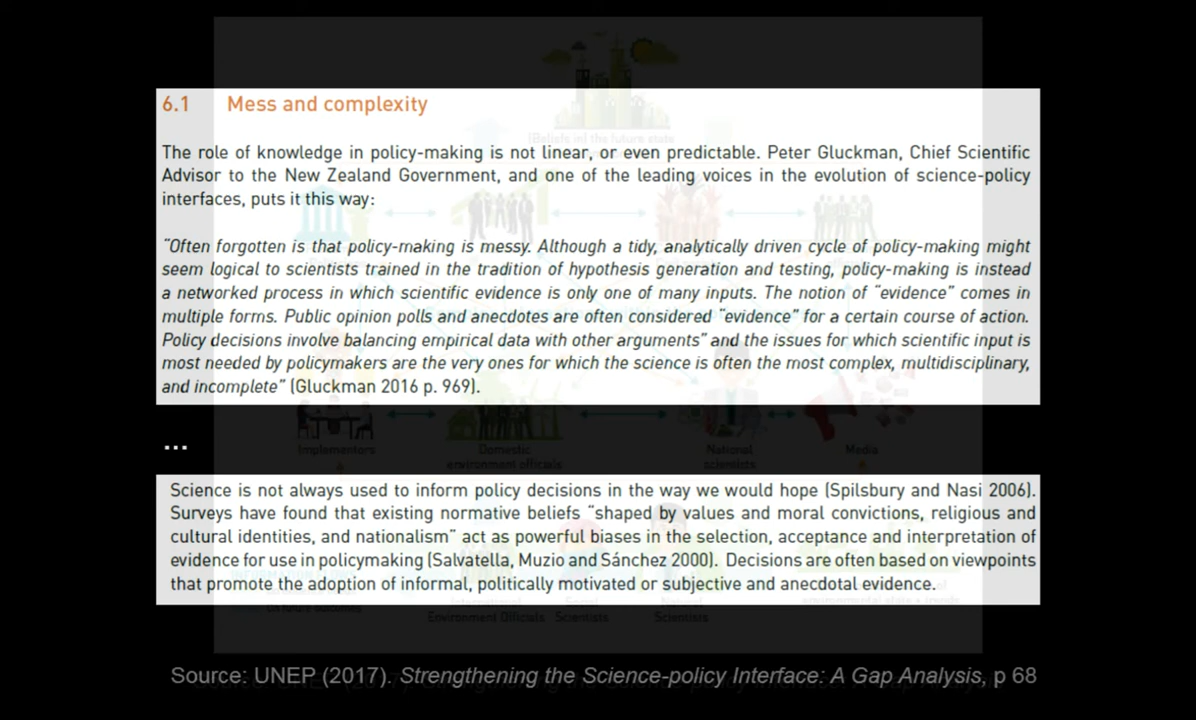 6.1 Mess and complexity
The role of knowledge in policy-making is not linear, or even predictable. Peter Gluckman, Chief Scientific
Advisor to the New Zealand Government, and one of the leading voices in the evolution of science-policy
interfaces, puts it this way:
"Often forgotten is that policy-making is messy. Although a tidy, analytically driven cycle of policy-making might
seem logical to scientists trained in the tradition of hypothesis generation and testing, policy-making is instead
a networked process in which scientific evidence is only one of many inputs. The notion of "evidence" comes in
multiple forms. Public opinion polls and anecdotes are often considered "evidence" for a certain course of action.
Policy decisions involve balancing empirical data with other arguments" and the issues for which scientific input is
most needed by policymakers are the very ones for which the science is often the most complex, multidisciplinary,
and incomplete" (Gluckman 2016 p. 969).
...
Implementors
Domestic
environment officials
National
scientists
Media
Science is not always used to inform policy decisions in the way we would hope (Spilsbury and Nasi 2006).
Surveys have found that existing normative beliefs "shaped by values and moral convictions, religious and
cultural identities, and nationalism" act as powerful biases in the selection, acceptance and interpretation of
evidence for use in policymaking (Salvatella, Muzio and Sánchez 2000). Decisions are often based on viewpoints
that promote the adoption of informal, politically motivated or subjective and anecdotal evidence.
Environment Officials
Scientists
Scientists
Source: UNEP (2017). Strengthening the Science-policy Interface: A Gap Analysis, p 68